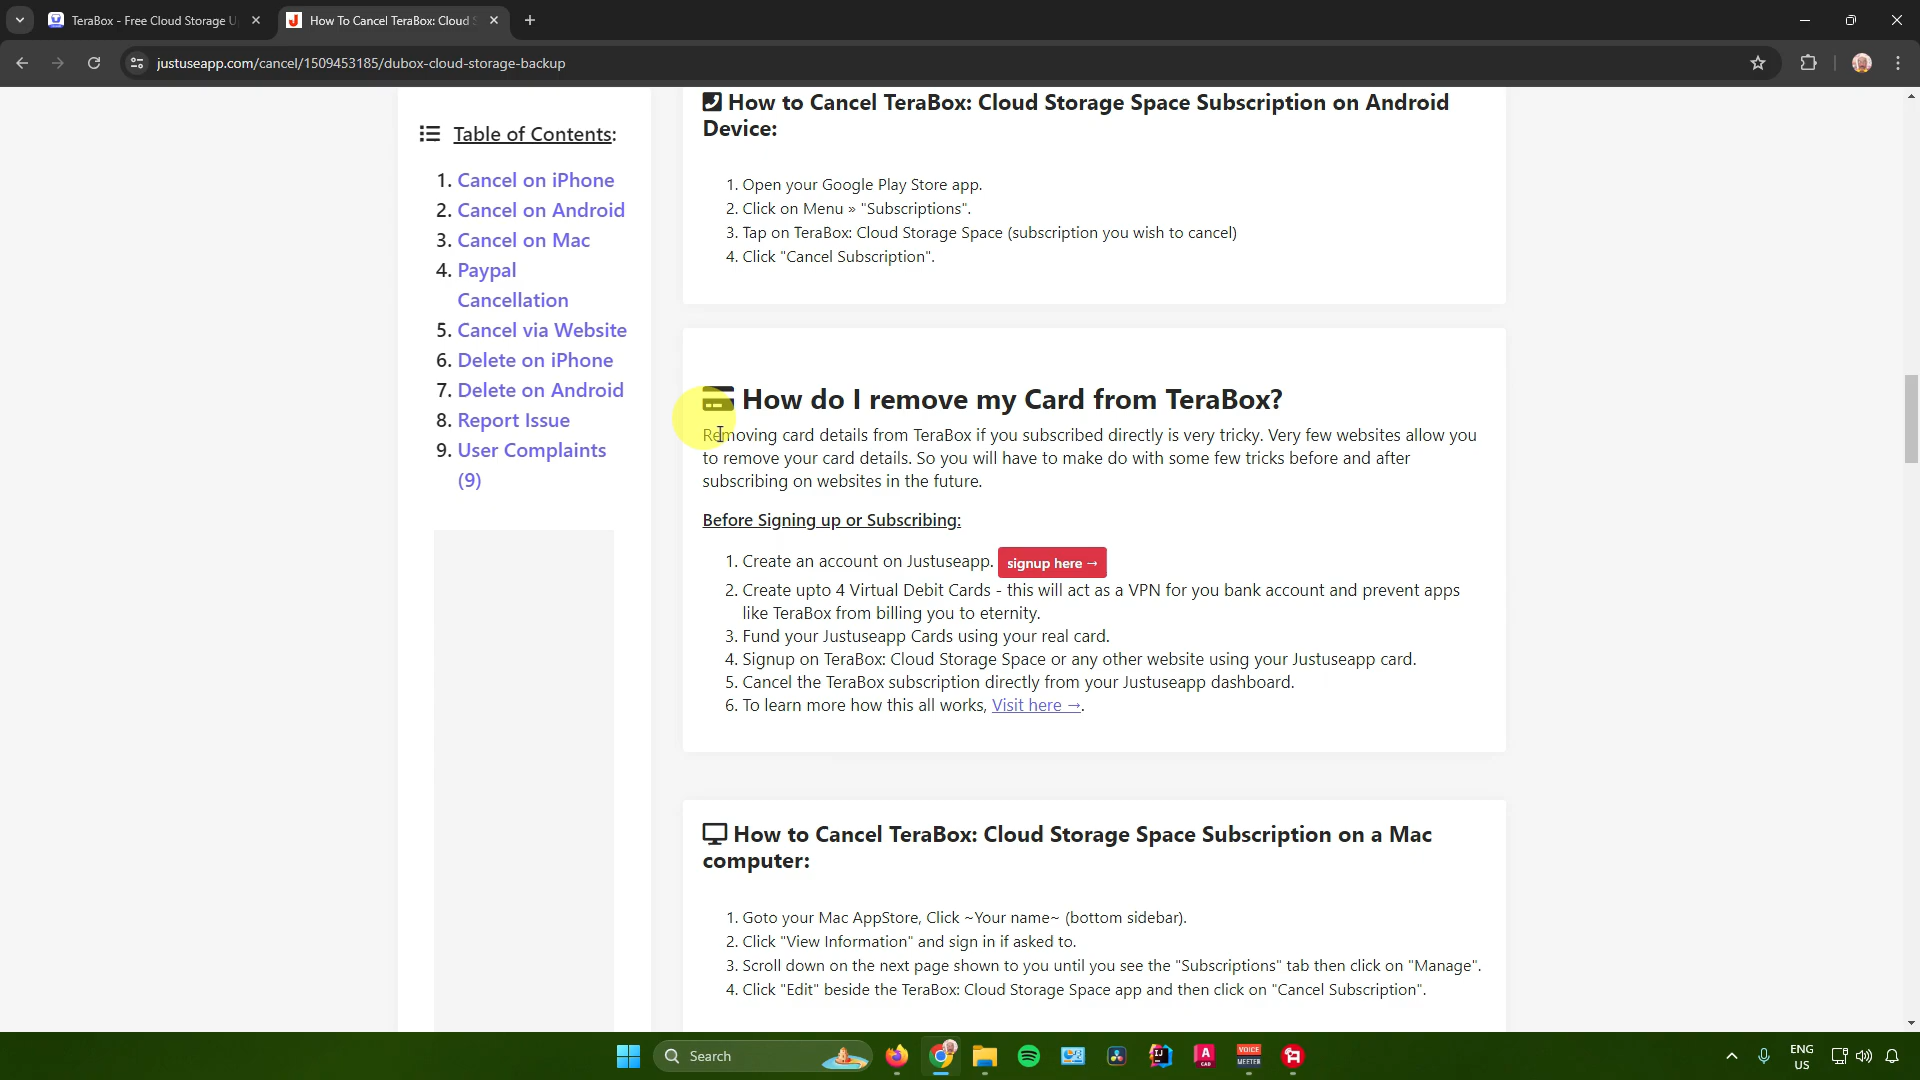 TeraBox - Free Cloud Storage U
How To Cancel TeraBox: Cloud S
justuseapp.com/cancel/1509453185/dubox-cloud-storage-backup
Table of Contents:
1. Cancel on iPhone
2. Cancel on Android
3. Cancel on Mac
4. Paypal
Cancellation
5. Cancel via Website
6. Delete on iPhone
7. Delete on Android
8. Report Issue
9. User Complaints
(9)
How to Cancel TeraBox: Cloud Storage Space Subscription on Android
Device:
1. Open your Google Play Store app.
2. Click on Menu » "Subscriptions".
3. Tap on TeraBox: Cloud Storage Space (subscription you wish to cancel)
4. Click "Cancel Subscription".
How do I remove my Card from TeraBox?
Removing card details from TeraBox if you subscribed directly is very tricky. Very few websites allow you
to remove your card details. So you will have to make do with some few tricks before and after
subscribing on websites in the future.
Before Signing up or Subscribing:
1. Create an account on Justuseapp. signup here →
2. Create upto 4 Virtual Debit Cards - this will act as a VPN for you bank account and prevent apps
like TeraBox from billing you to eternity.
3. Fund your Justuseapp Cards using your real card.
4. Signup on TeraBox: Cloud Storage Space or any other website using your Justuseapp card.
5. Cancel the TeraBox subscription directly from your Justuseapp dashboard.
6. To learn more how this all works, Visit here →.
How to Cancel TeraBox: Cloud Storage Space Subscription on a Mac
computer:
1. Goto your Mac AppStore, Click ~Your name~ (bottom sidebar).
2. Click "View Information" and sign in if asked to.
3. Scroll down on the next page shown to you until you see the "Subscriptions" tab then click on "Manage".
4. Click "Edit" beside the TeraBox: Cloud Storage Space app and then click on "Cancel Subscription".
Search
VOICE
MEETER
ENG
US